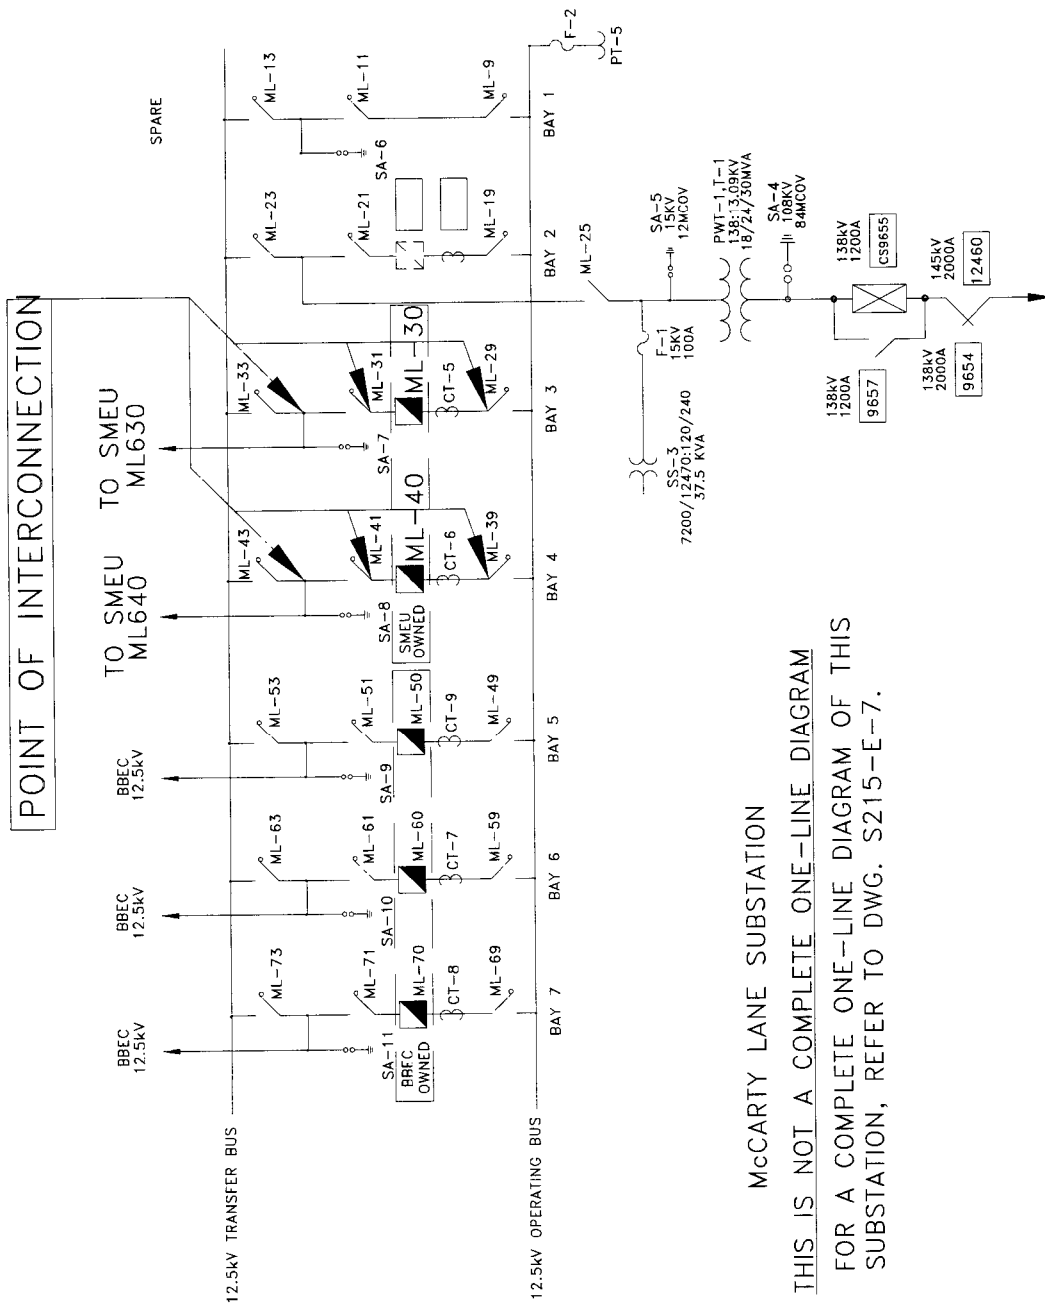 POINT OF INTERCONNECTION
BBEC
12.5kV
BBEC
12.5kV
BBEC
12.5kV
TO SMEU
ML640
TO SMEU
ML630
SPARE
12.5kV TRANSFER BUS
ML-73
ML-63
ML-53
ML-43
ML-33
ML-23
ML-13
ML-71
ML-61
ML-51
ML-41
ML-31
ML-21
ML-11
SA-11
SA-10
SA-9
SA-8
SA-7
SA-6
BBEC
OWNED
ML-70
ML-60
ML-50
SMEU
OWNED
ML-40
ML-30
CT-8
CT-7
CT-9
CT-6
CT-5
ML-69
ML-59
ML-49
ML-39
ML-29
ML-19
ML-9
12.5kV OPERATING BUS
BAY 7
BAY 6
BAY 5
BAY 4
BAY 3
BAY 2
BAY 1
F-2
PT-5
ML-25
SA-5
15KV
12MCOV
F-1
15KV
100A
SS-3
7200/12470:120/240
37.5 KVA
PWT-1,T-1
138:13.09KV
18/24/30MVA
SA-4
108KV
84MCOV
138kV
1200A
CS9655
138kV
1200A
9657
145kV
2000A
12460
138kV
2000A
9654
McCARTY LANE SUBSTATION
THIS IS NOT A COMPLETE ONE-LINE DIAGRAM
FOR A COMPLETE ONE-LINE DIAGRAM OF THIS
SUBSTATION, REFER TO DWG. S215-E-7.